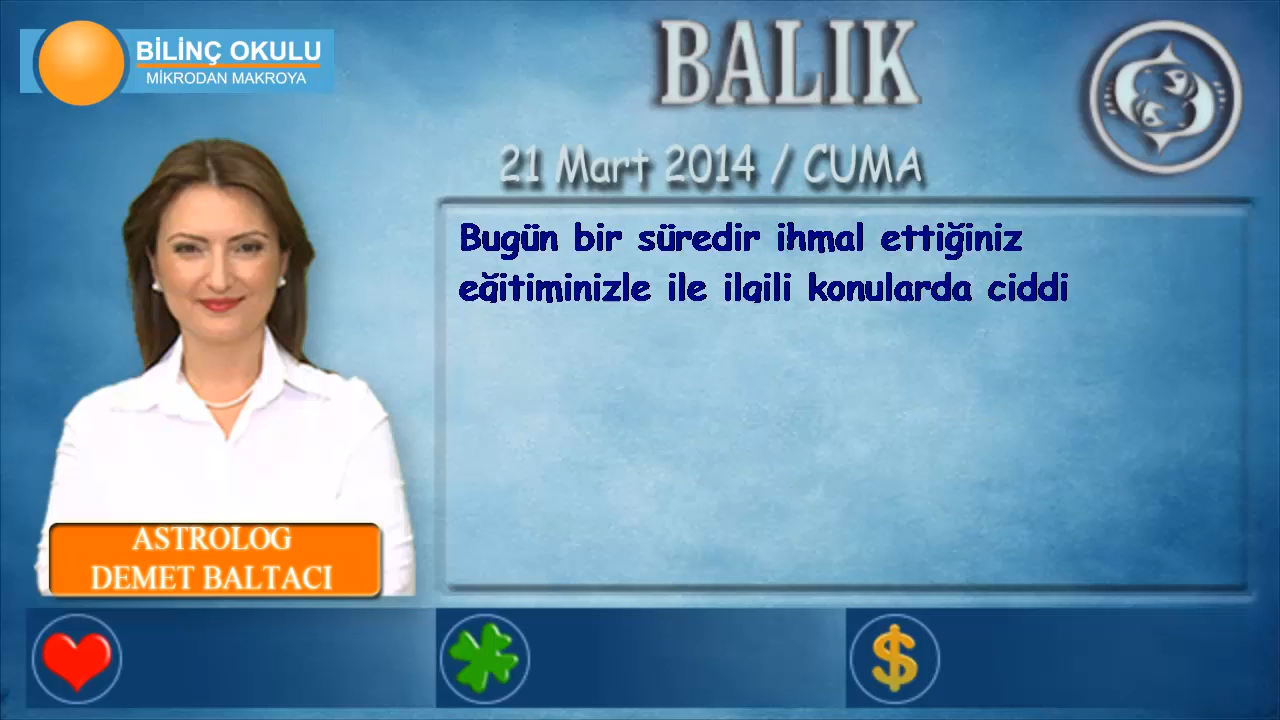 BİLİNÇ OKULU
MİKRODAN MAKROYA
BALIK
21 Mart 2014 / CUMA
Bugün bir süredir ihmal ettiğiniz
eğitiminizle ile ilgili konularda ciddi
ASTROLOG
DEMET BALTACI
$